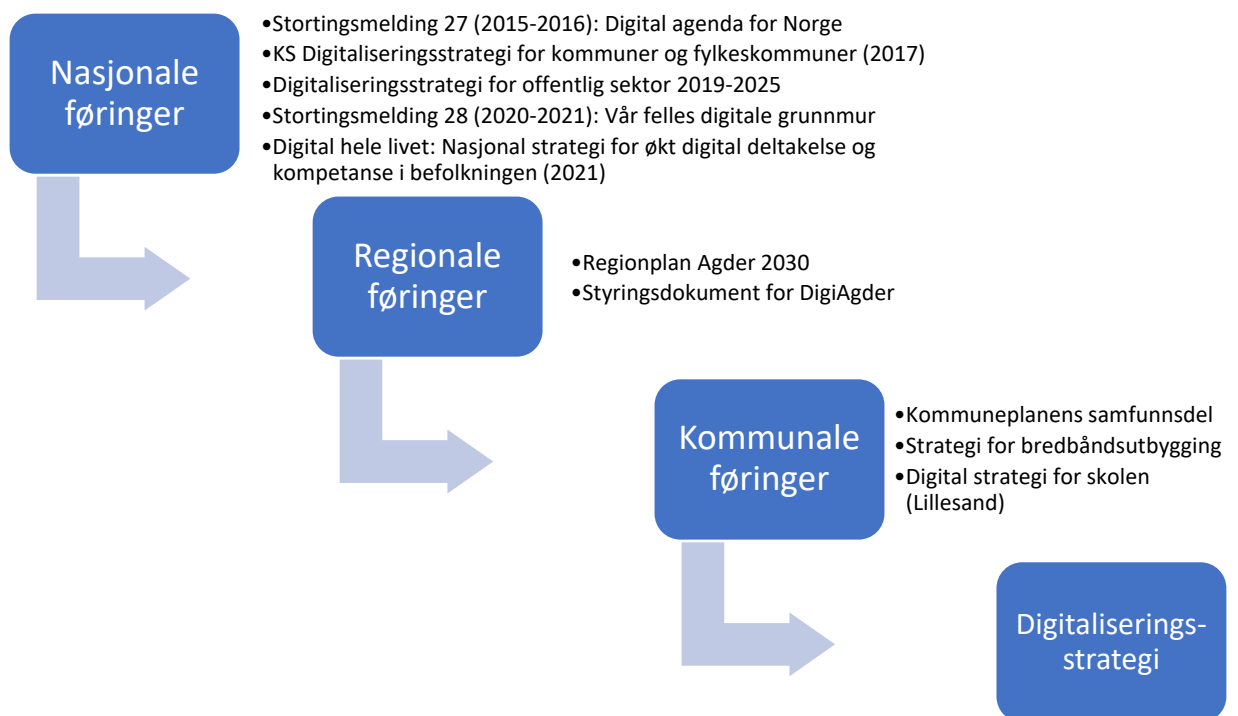 Nasjonale
føringer
•Stortingsmelding 27 (2015-2016): Digital agenda for Norge
•KS Digitaliseringsstrategi for kommuner og fylkeskommuner (2017)
•Digitaliseringsstrategi for offentlig sektor 2019-2025
•Stortingsmelding 28 (2020-2021): Vår felles digitale grunnmur
•Digital hele livet: Nasjonal strategi for økt digital deltakelse og
kompetanse i befolkningen (2021)
Regionale
føringer
•Regionplan Agder 2030
•Styringsdokument for DigiAgder
Kommunale
føringer
•Kommuneplanens samfunnsdel
•Strategi for bredbåndsutbygging
•Digital strategi for skolen
(Lillesand)
Digitaliserings-
strategi